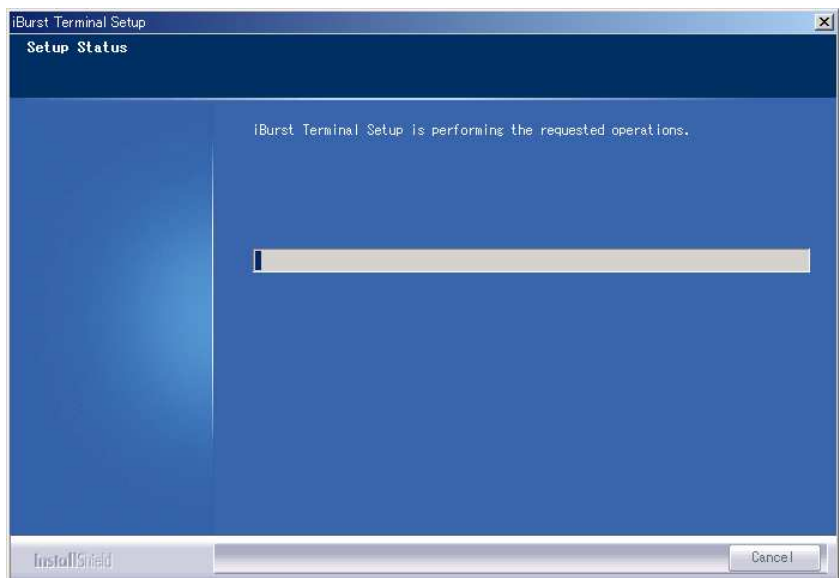 iBurst Terminal Setup
Setup Status
iBurst Terminal Setup is performing the requested operations.
InstallShield
Cancel